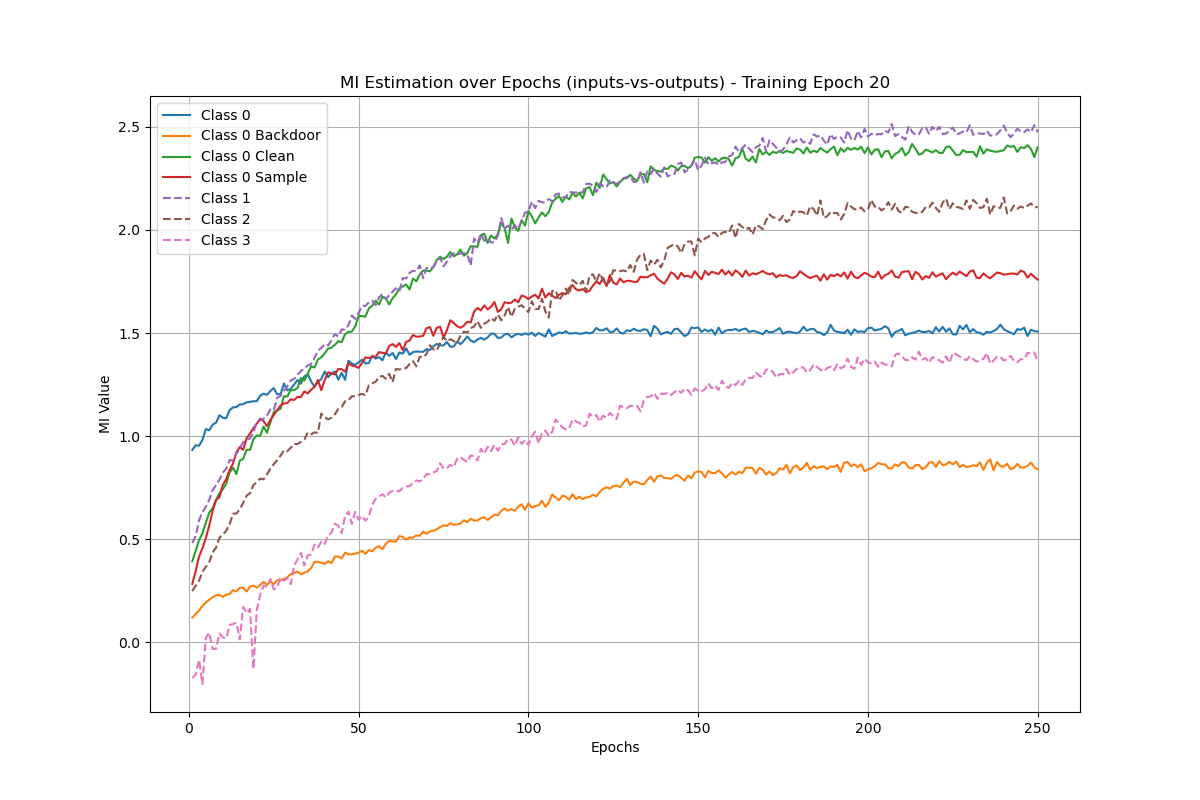 MI Estimation over Epochs (inputs-vs-outputs) - Training Epoch 20
Class 0
Class 0 Backdoor
Class 0 Clean
Class 0 Sample
Class 1
Class 2
Class 3
2.5
2.0
1.5
1.0
0.5
0.0
MI Value
0 50 100 150 200 250
Epochs